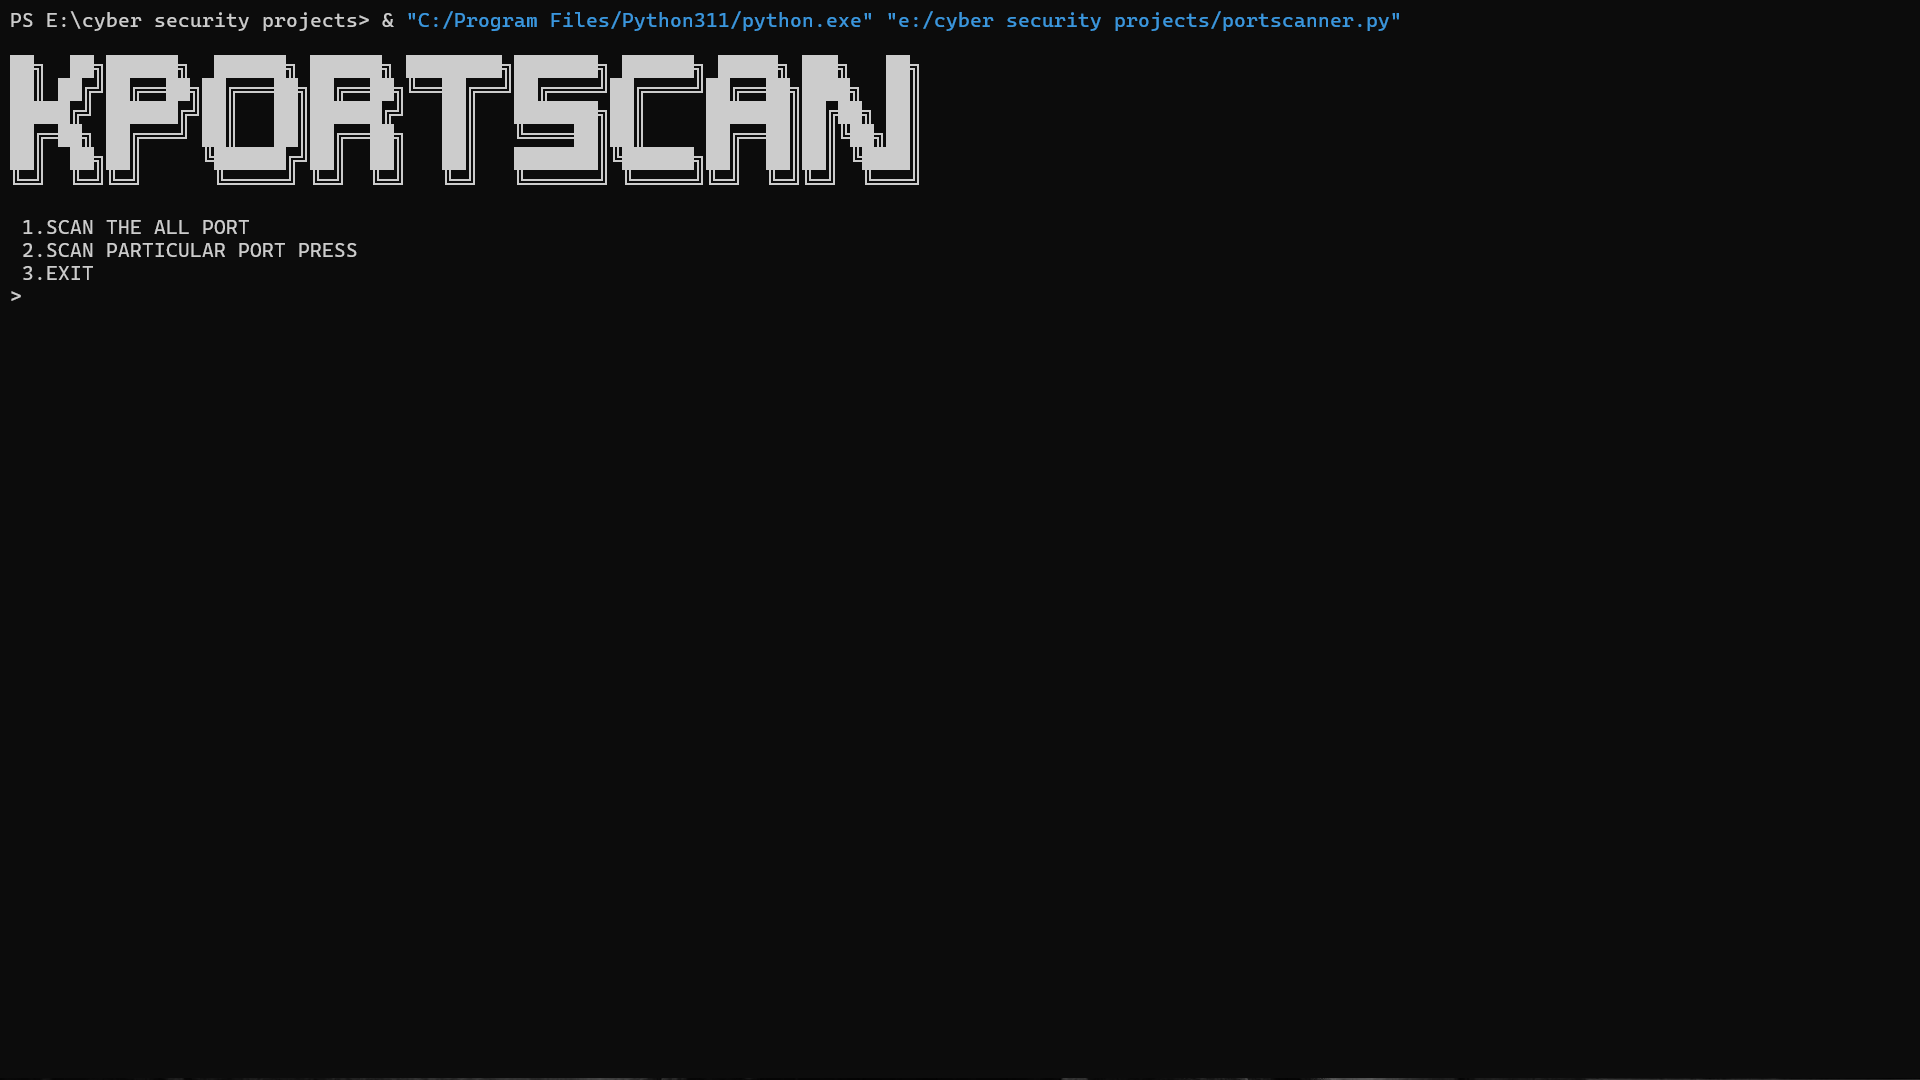 PS E:\cyber security projects> & "C:/Program Files/Python311/python.exe" "e:/cyber security projects/portscanner.py"
KPORTSCAN
1.SCAN THE ALL PORT
2.SCAN PARTICULAR PORT PRESS
3.EXIT
>